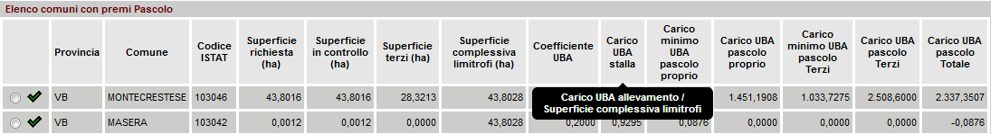 Elenco comuni con premi Pascolo
Provincia Comune Codice ISTAT Superficie richiesta (ha) Superficie in controllo (ha) Superficie terzi (ha) Superficie complessiva limitrofi (ha) Coefficiente UBA Carico UBA stalla Carico minimo UBA pascolo proprio Carico UBA pascolo proprio Carico minimo UBA pascolo Terzi Carico UBA pascolo Terzi Carico UBA pascolo Totale
VB MONTECRESTESE 103046 43,8016 43,8016 28,3213 43,8028 1.451,1908 1.033,7275 2.508,6000 2.337,3507
Carico UBA allevamento /
Superficie complessiva limitrofi
VB MASERA 103042 0,0012 0,0012 0,0000 43,8028 0,2000 0,9295 0,0876 0,0000 0,0000 0,0000 -0,0876